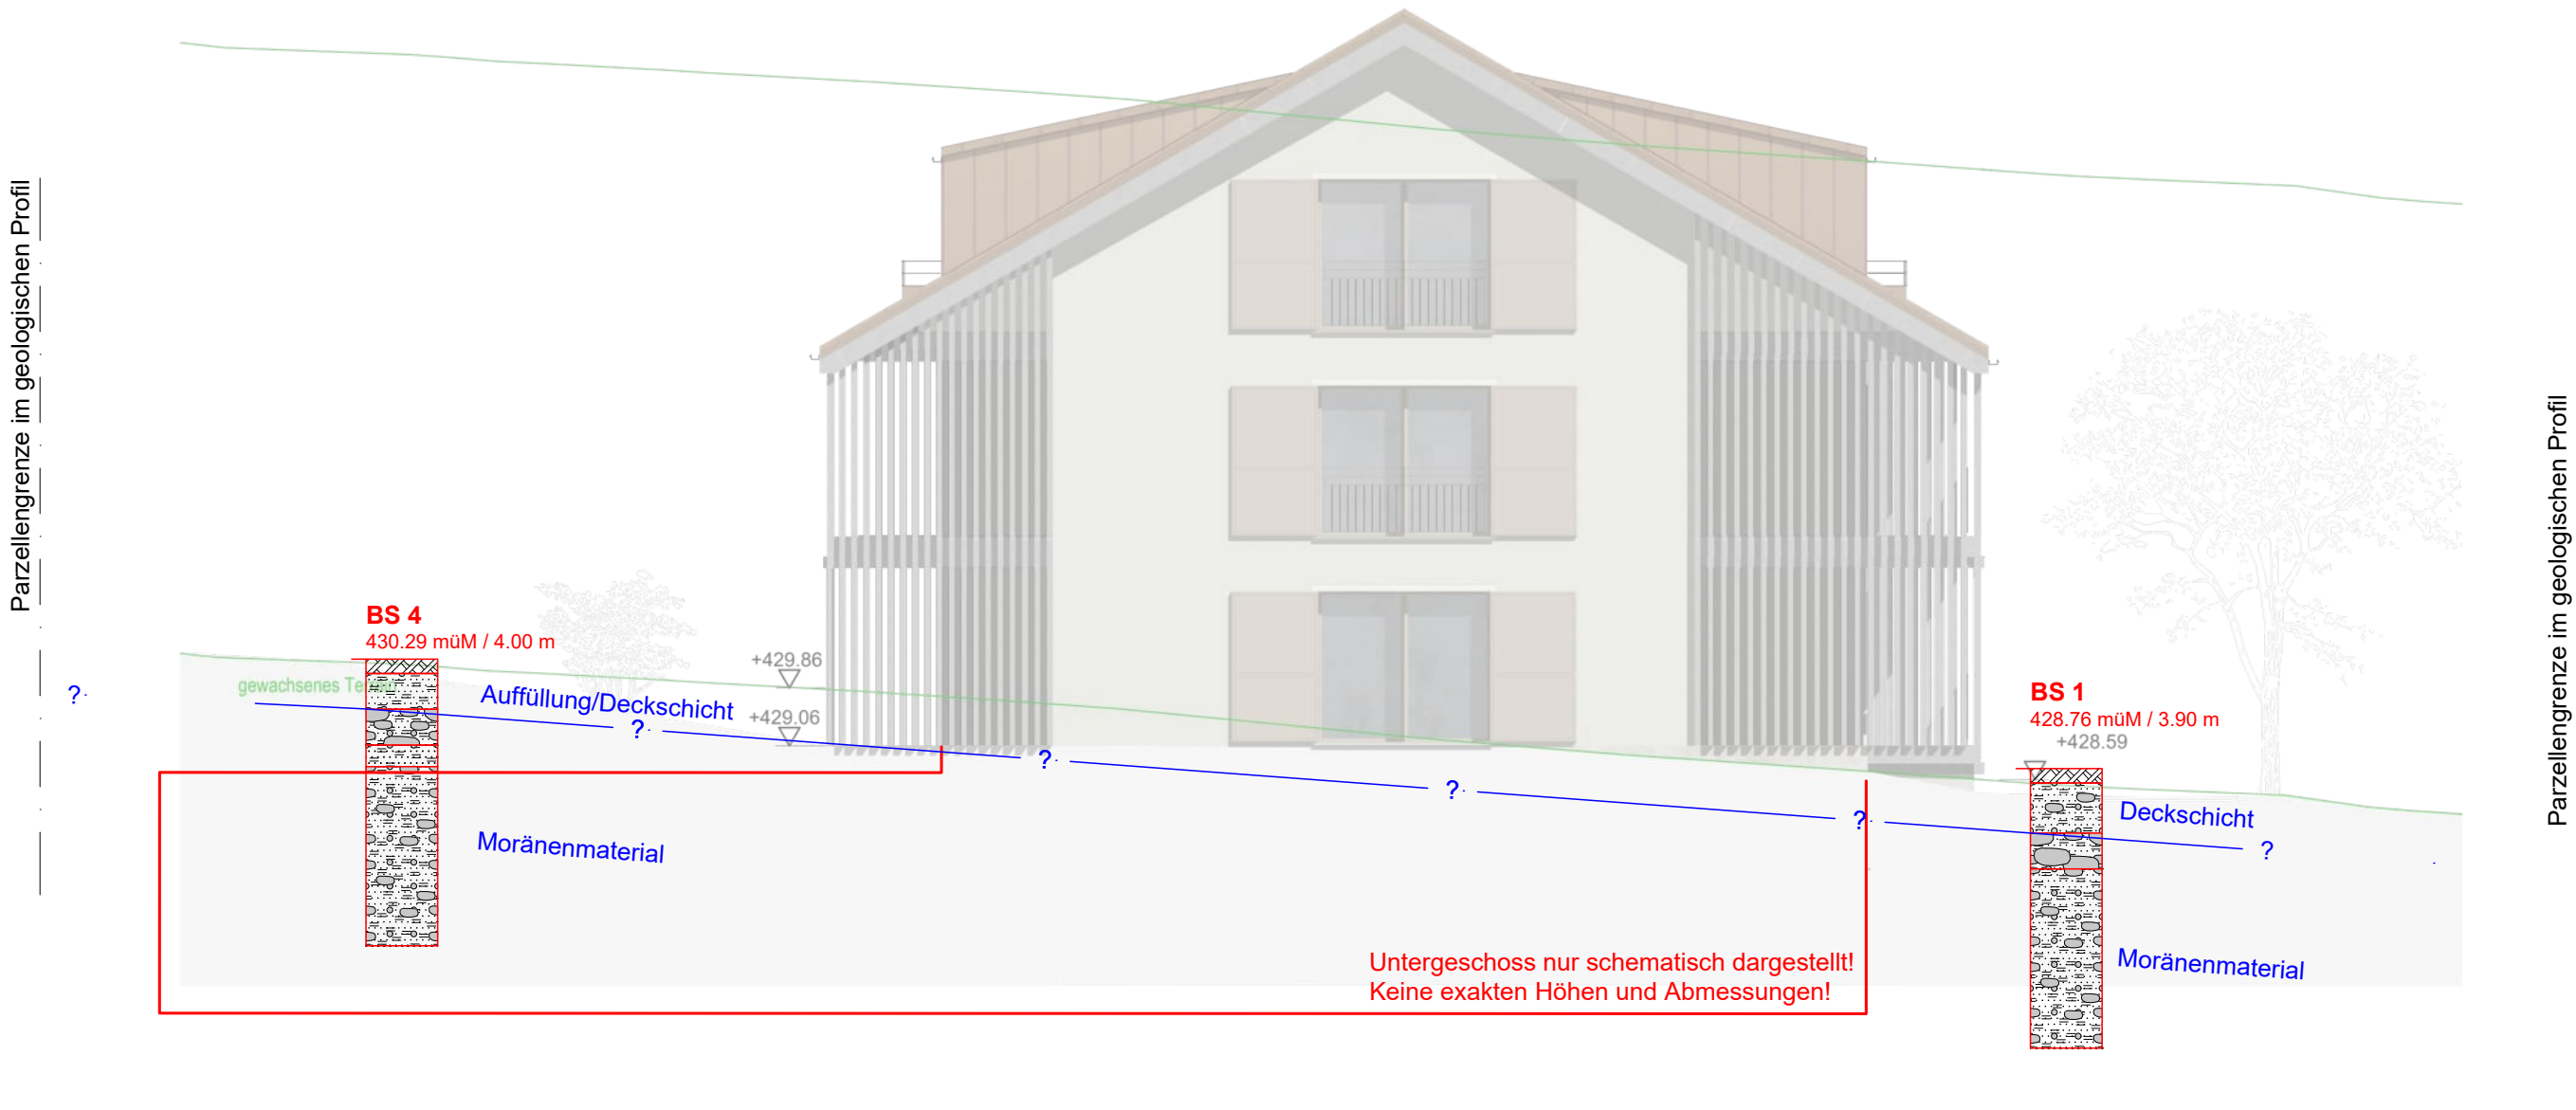 Parzellengrenze im geologischen Profil
BS 4
430.29 müM / 4.00 m
gewachsenes
Auffüllung/Deckschicht
+429.86
+429.06
?
?
?
?
?
?
Moränenmaterial
BS 1
428.76 müM / 3.90 m
+428.59
Deckschicht
Moränenmaterial
Untergeschoss nur schematisch dargestellt!
Keine exakten Höhen und Abmessungen!
Parzellengrenze im geologischen Profil